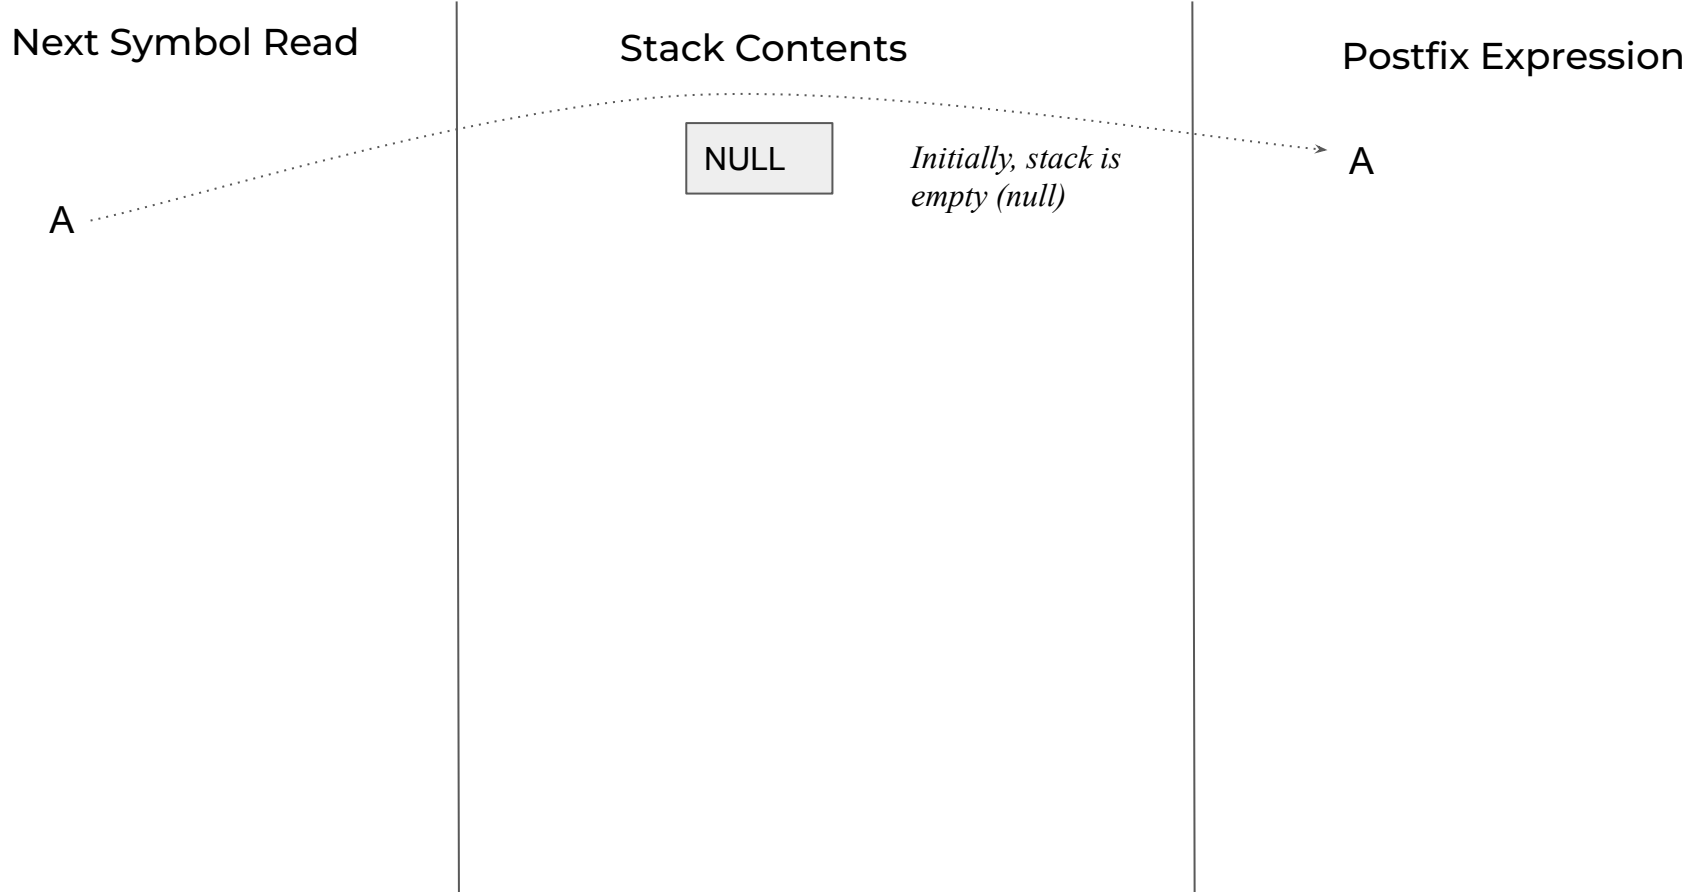 Next Symbol Read
Stack Contents
Postfix Expression
A
NULL
Initially, stack is
empty (null)
A